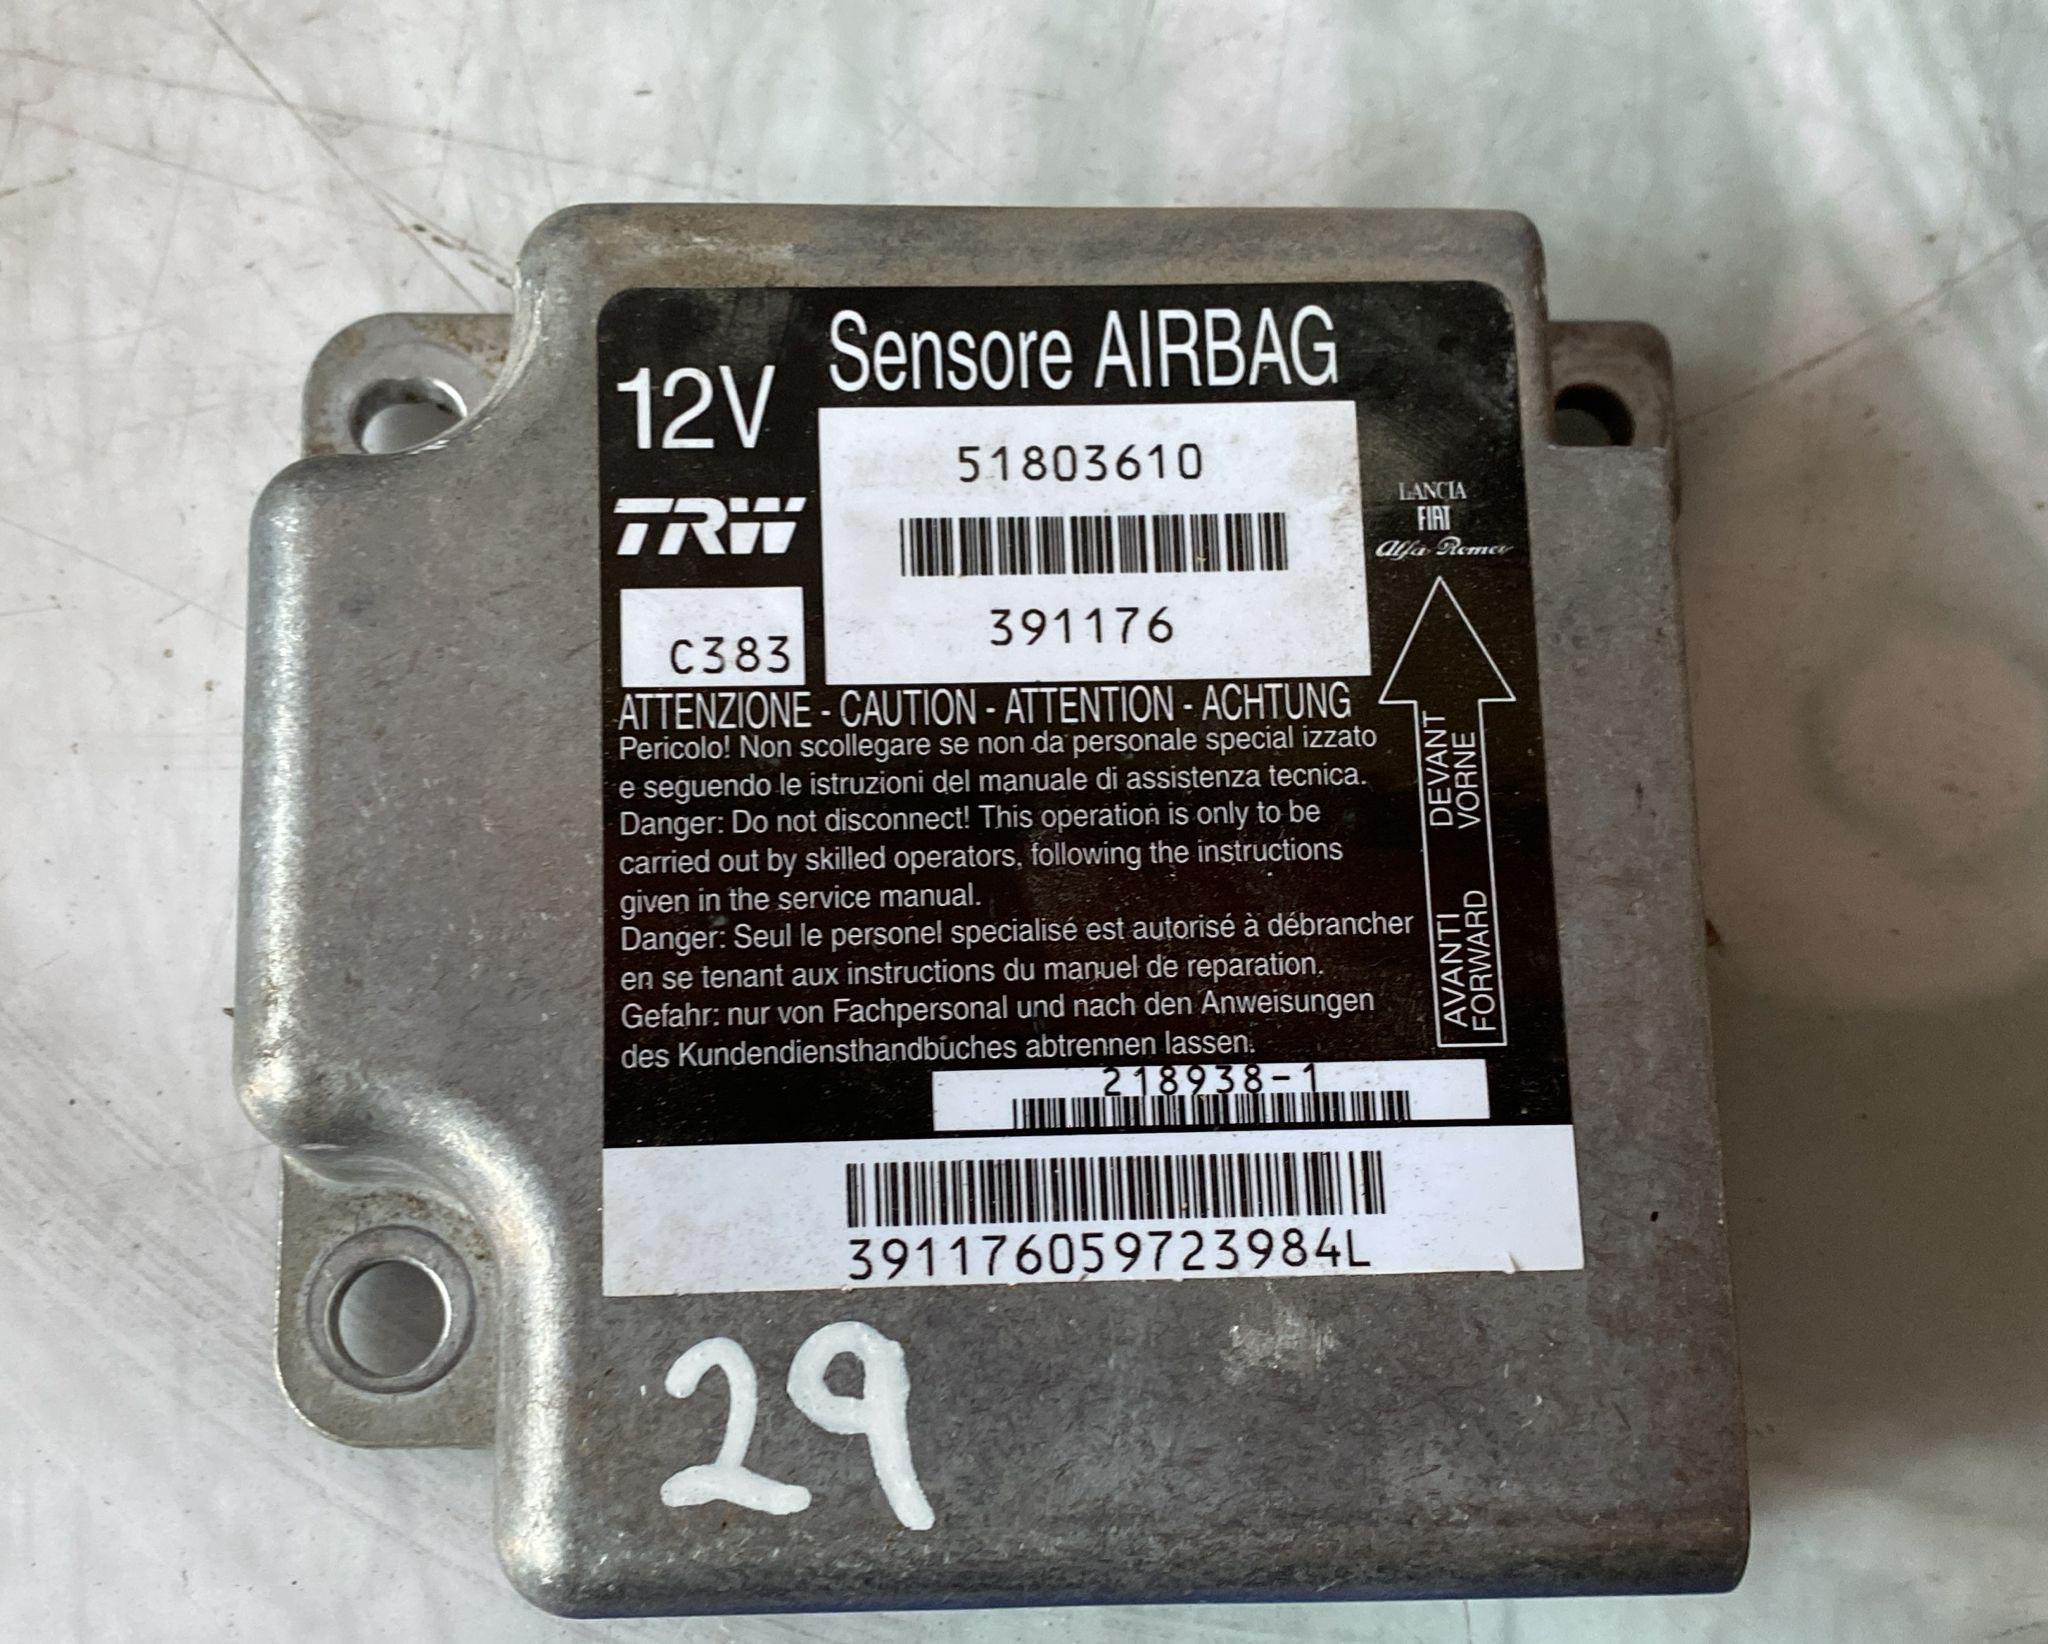 12V
Sensore AIRBAG
TRW
51803610
391176
C383
LANCIA
FIAT
Alfa Romeo
ATTENZIONE - CAUTION - ATTENTION - ACHTUNG
Pericolo! Non scollegare se non da personale special izzato
e seguendo le istruzioni del manuale di assistenza tecnica.
Danger: Do not disconnect! This operation is only to be
carried out by skilled operators, following the instructions
given in the service manual.
Danger: Seul le personel specialisé est autorisé à débrancher
en se tenant aux instructions du manuel de reparation.
Gefahr: nur von Fachpersonal und nach den Anweisungen
des Kundendiensthandbuches abtrennen lassen.
AVANTI DEVANT
FORWARD VORNE
218938-1
391176059723984L
29